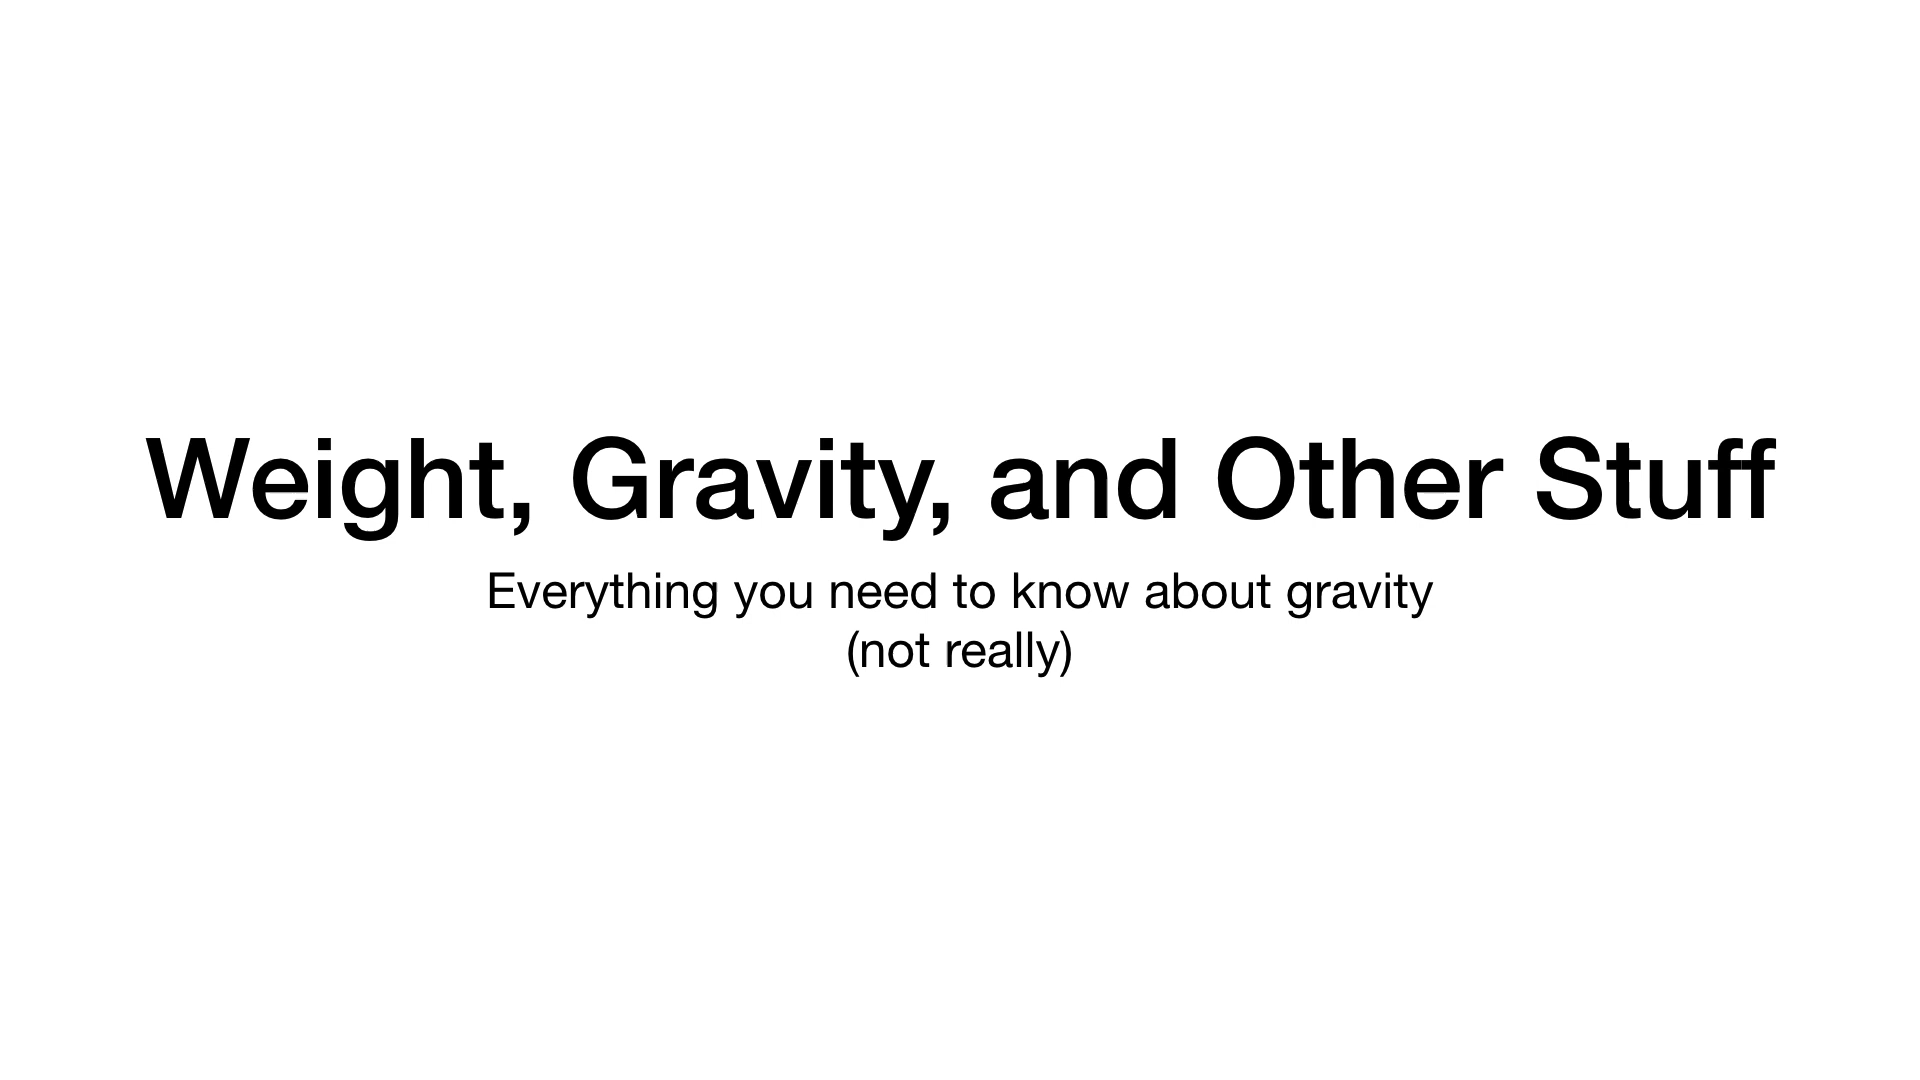 Weight, Gravity, and Other Stuff
Everything you need to know about gravity
(not really)